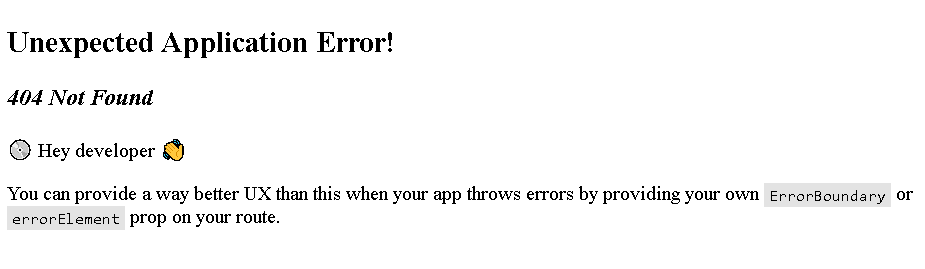 Unexpected Application Error!
404 Not Found
💿 Hey developer 👋
You can provide a way better UX than this when your app throws errors by providing your own ErrorBoundary or
errorElement prop on your route.